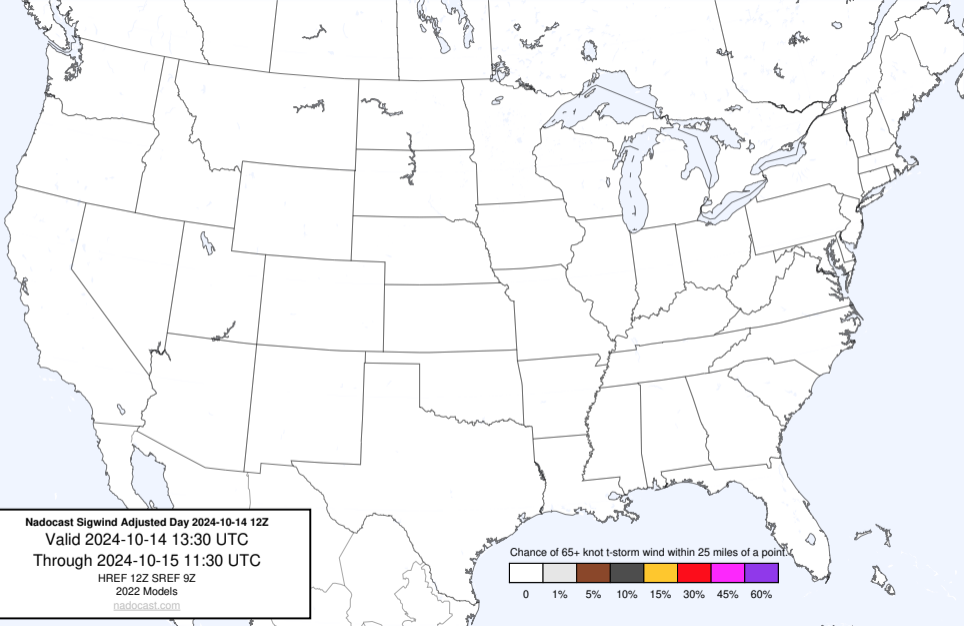 Nadocast Sigwind Adjusted Day 2024-10-14 12Z
Valid 2024-10-14 13:30 UTC
Through 2024-10-15 11:30 UTC
HREF 12Z SREF 9Z
2022 Models
nadocast.com
Chance of 65+ knot t-storm wind within 25 miles of a point.
0 1% 5% 10% 15% 30% 45% 60%